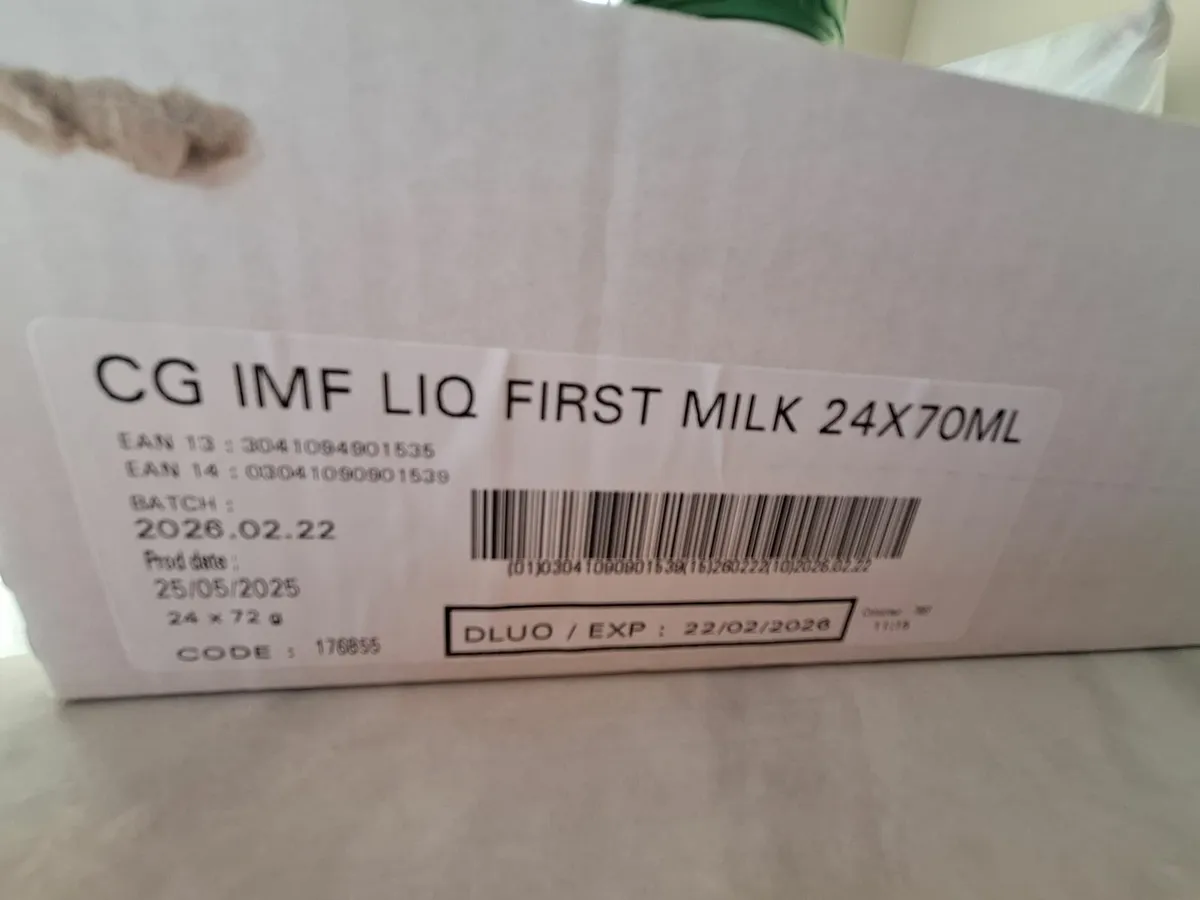 CG IMF LIQ FIRST MILK 24X70ML
EAN 13 : 3041094901535
EAN 14 : 03041090901539
BATCH :
2026.02.22
Prod date :
25/05/2025
24 x 72 g
CODE : 176855
(01)03041090901539(15)260222(10)2026.02.22
DLUO / EXP : 22/02/2026
11:18